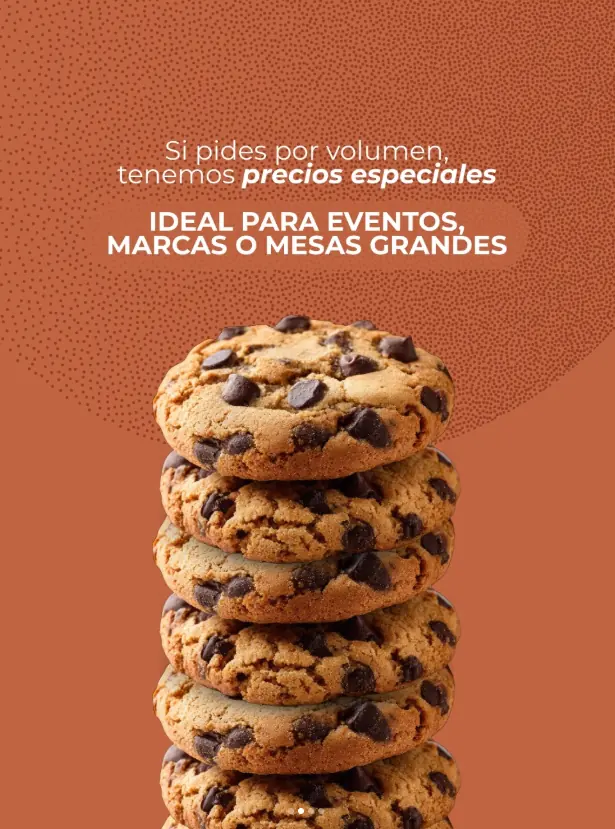 Si pides por volumen,
tenemos precios especiales
IDEAL PARA EVENTOS,
MARCAS O MESAS GRANDES